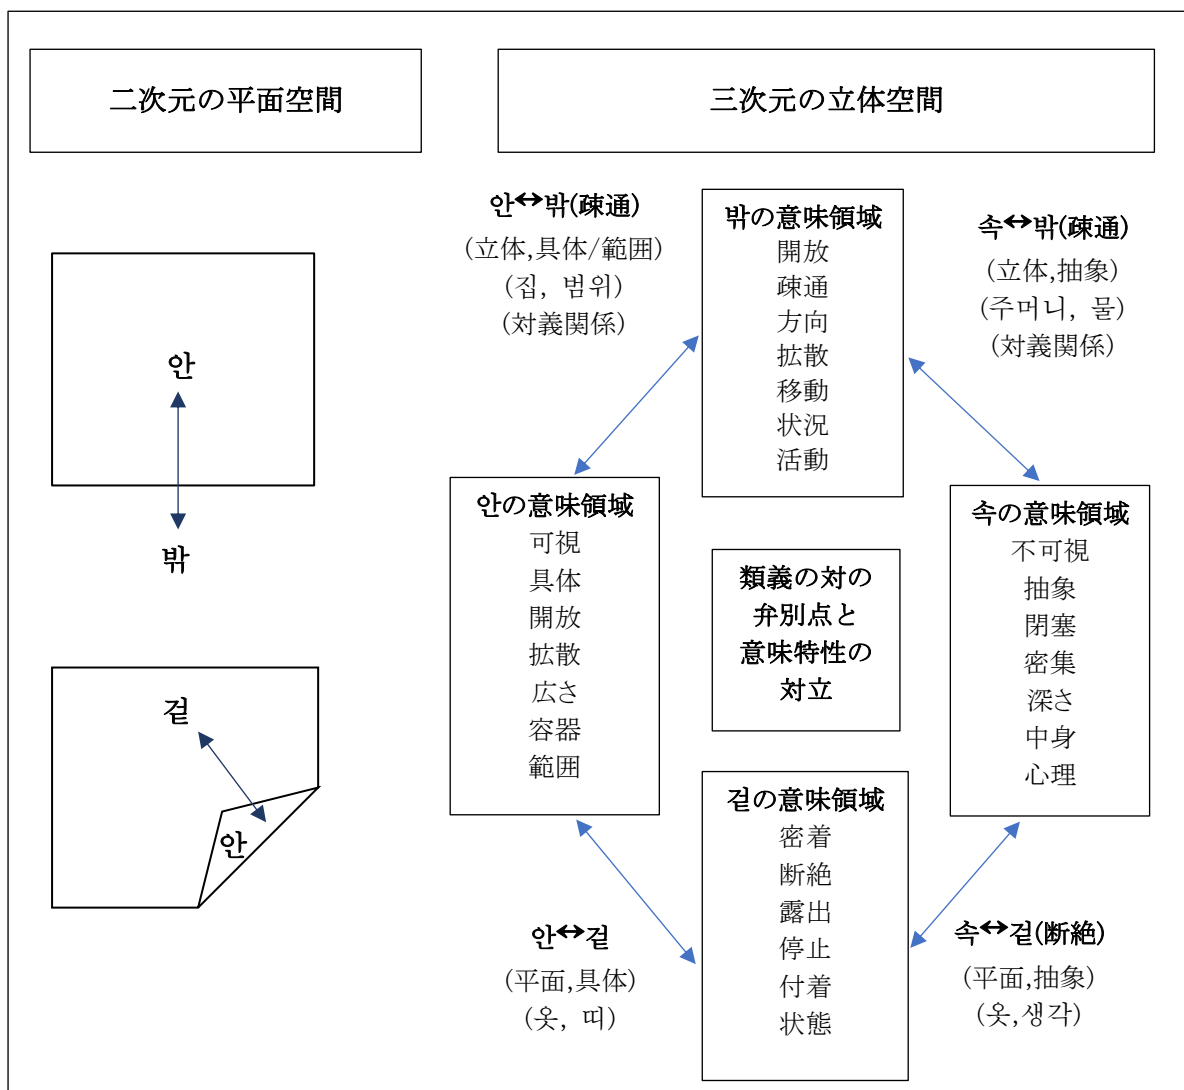 二次元の平面空間
안
밖
겉
안
三次元の立体空間
안↔밖(疎通)
(立体,具体/範囲)
(집, 범위)
(対義関係)
밖の意味領域
開放
疎通
方向
拡散
移動
状況
活動
속↔밖(疎通)
(立体,抽象)
(주머니, 물)
(対義関係)
안の意味領域
可視
具体
開放
拡散
広さ
容器
範囲
類義の対の
弁別点と
意味特性の
対立
속の意味領域
不可視
抽象
閉塞
密集
深さ
中身
心理
겉の意味領域
密着
断絶
露出
停止
付着
状態
안↔겉
(平面,具体)
(옷, 띠)
속↔겉(断絶)
(平面,抽象)
(옷,생각)